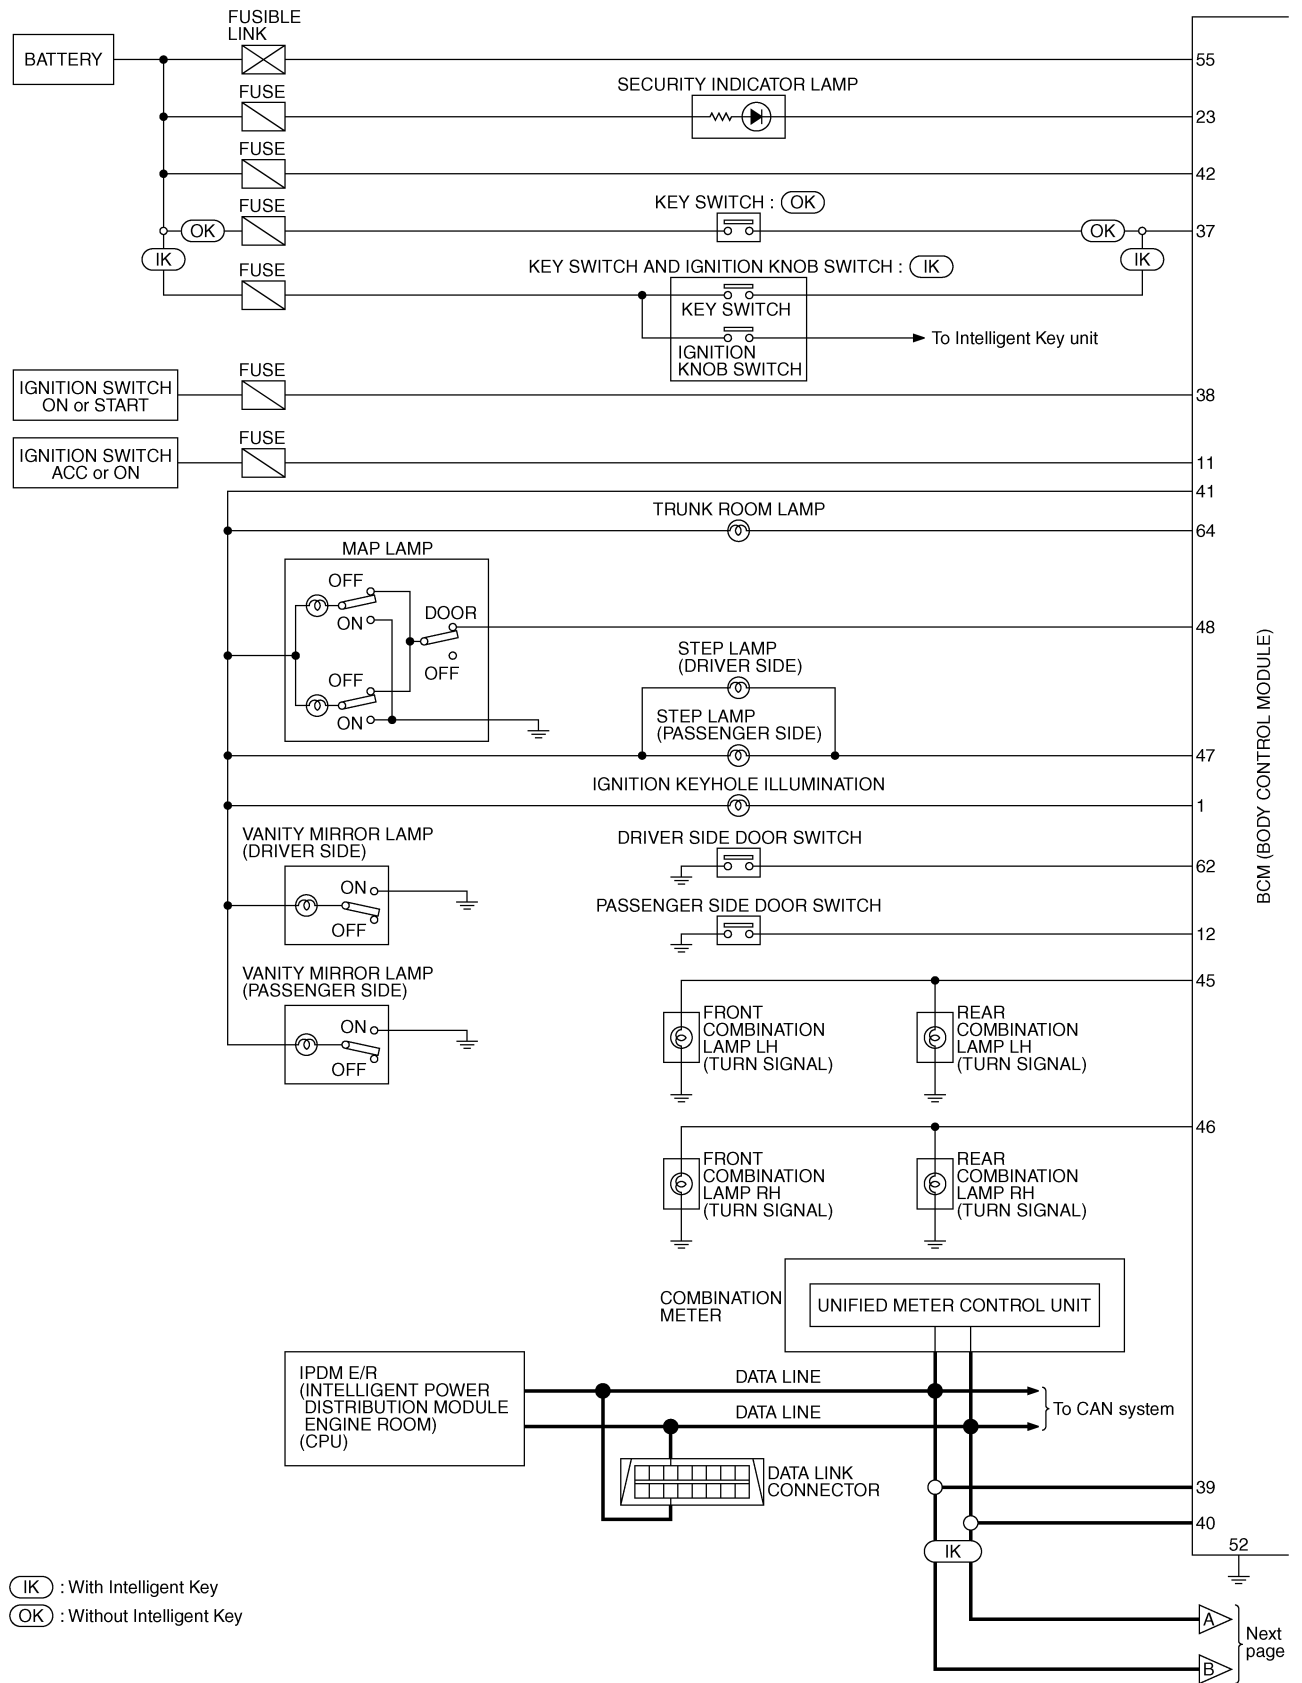 FUSIBLE
LINK
BATTERY
55
SECURITY INDICATOR LAMP
FUSE
23
FUSE
42
FUSE
KEY SWITCH : OK
OK
OK
37
IK
IK
KEY SWITCH AND IGNITION KNOB SWITCH : IK
FUSE
KEY SWITCH
To Intelligent Key unit
IGNITION
KNOB SWITCH
FUSE
IGNITION SWITCH
ON or START
38
FUSE
IGNITION SWITCH
ACC or ON
11
41
TRUNK ROOM LAMP
64
MAP LAMP
OFF
ON
DOOR
48
OFF
OFF
ON
STEP LAMP
(DRIVER SIDE)
STEP LAMP
(PASSENGER SIDE)
47
IGNITION KEYHOLE ILLUMINATION
1
VANITY MIRROR LAMP
(DRIVER SIDE)
ON
OFF
DRIVER SIDE DOOR SWITCH
62
PASSENGER SIDE DOOR SWITCH
12
BCM (BODY CONTROL MODULE)
VANITY MIRROR LAMP
(PASSENGER SIDE)
ON
OFF
45
FRONT
COMBINATION
LAMP LH
(TURN SIGNAL)
REAR
COMBINATION
LAMP LH
(TURN SIGNAL)
46
FRONT
COMBINATION
LAMP RH
(TURN SIGNAL)
REAR
COMBINATION
LAMP RH
(TURN SIGNAL)
COMBINATION
METER
UNIFIED METER CONTROL UNIT
IPDM E/R
(INTELLIGENT POWER
DISTRIBUTION MODULE
ENGINE ROOM)
(CPU)
DATA LINE
DATA LINE
To CAN system
DATA LINK
CONNECTOR
39
40
IK
52
IK : With Intelligent Key
OK : Without Intelligent Key
A
B
Next
page